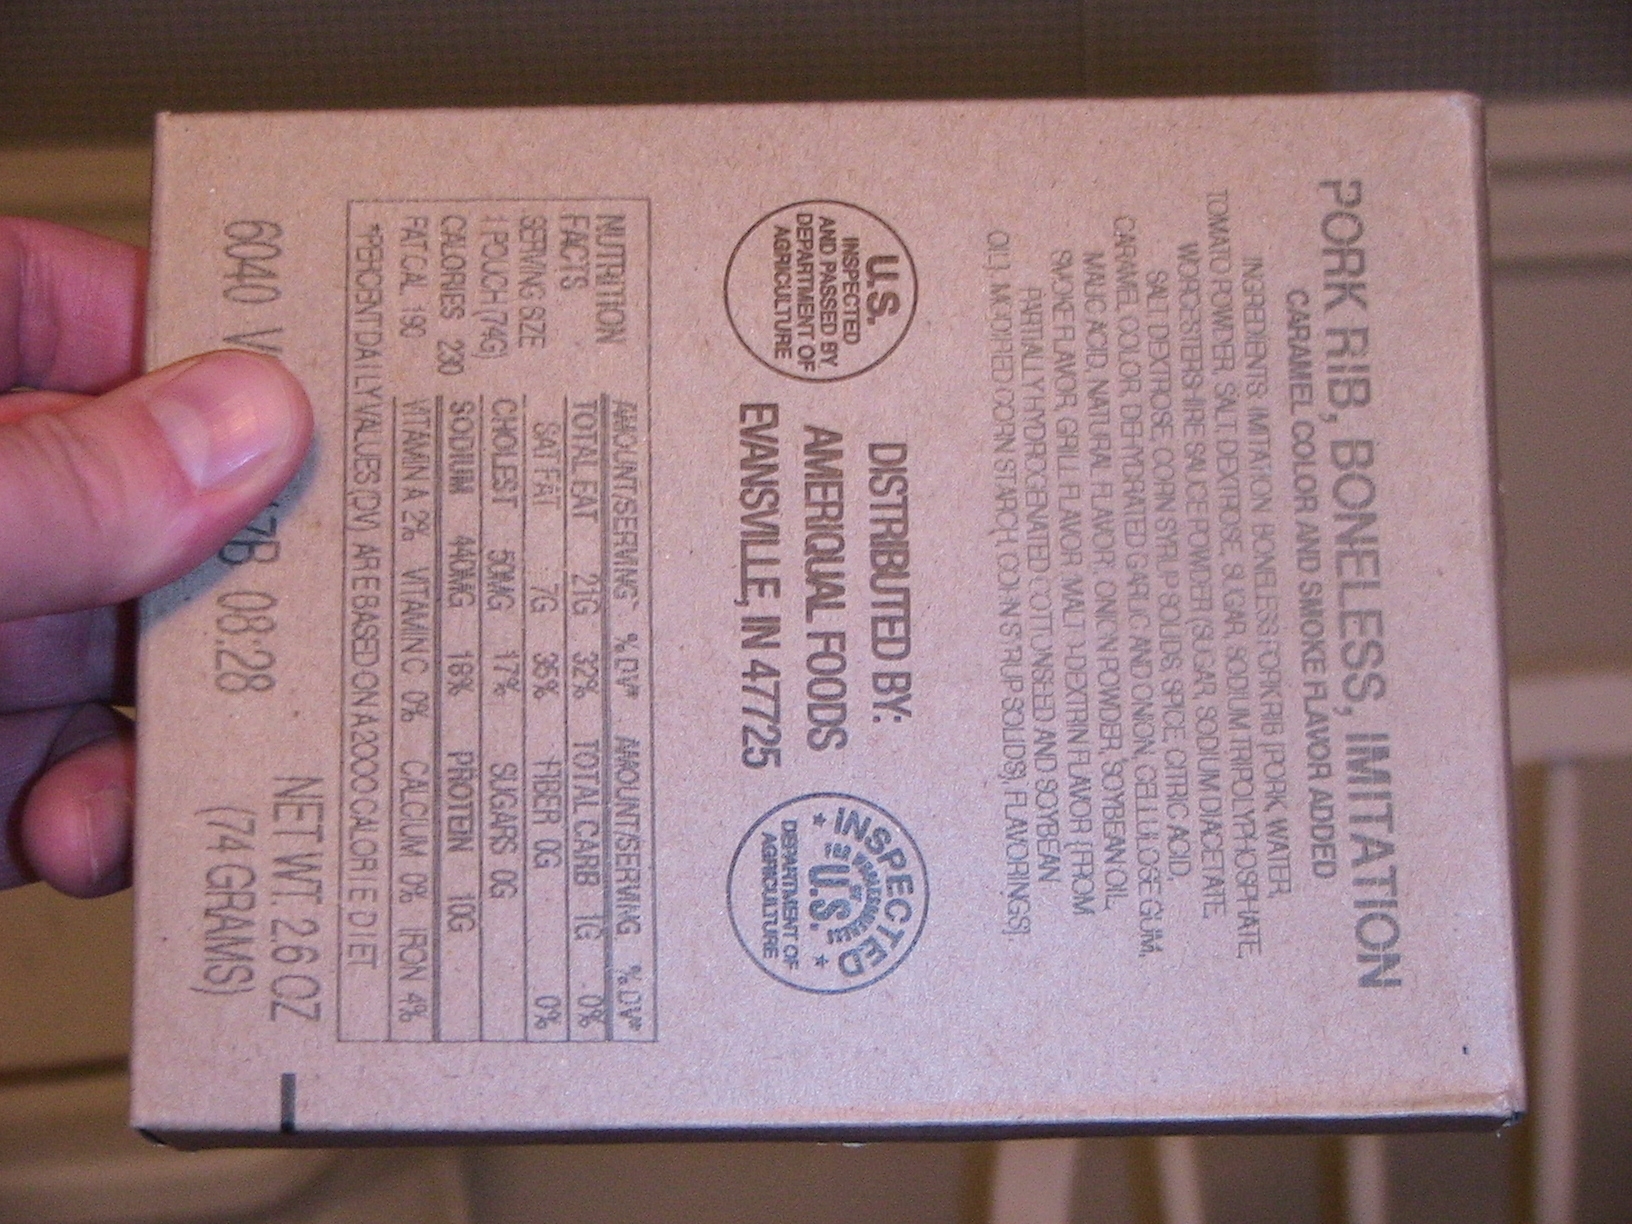 PORK RIB, BONELESS, IMITATION
CARAMEL COLOR AND SMOKE FLAVOR ADDED
INGREDIENTS: IMITATION BONELESS PORK RIB [PORK, WATER,
TOMATO POWDER, SALT, DEXTROSE, SUGAR, SODIUM TRIPOLYPHOSPHATE,
WORCESTERSHIRE SAUCE POWDER (SUGAR, SODIUM DIACETATE,
SALT, DEXTROSE, CORN SYRUP SOLIDS, SPICE, CITRIC ACID,
CARAMEL COLOR, DEHYDRATED GARLIC AND ONION, CELLULOSE GUM,
MALIC ACID, NATURAL FLAVOR), ONION POWDER, SOYBEAN OIL,
SMOKE FLAVOR, GRILL FLAVOR, MALTODEXTRIN FLAVOR {FROM
PARTIALLY HYDROGENATED COTTONSEED AND SOYBEAN
OIL}, MODIFIED CORN STARCH, CORN SYRUP SOLIDS), FLAVORINGS].
U.S.
INSPECTED
AND PASSED BY
DEPARTMENT OF
AGRICULTURE
DISTRIBUTED BY:
AMERIQUAL FOODS
EVANSVILLE, IN 47725
INSPECTED
U.S.
DEPARTMENT OF
AGRICULTURE
NUTRITION FACTS
SERVING SIZE
1 POUCH (74G)
CALORIES 230
FAT CAL 190
AMOUNT/SERVING %DV* AMOUNT/SERVING %DV*
TOTAL FAT 21G 32% TOTAL CARB 1G 0%
SAT FAT 7G 35% FIBER 0G 0%
CHOLEST 50MG 17% SUGARS 0G
SODIUM 440MG 18% PROTEIN 10G
VITAMIN A 2% VITAMIN C 0% CALCIUM 0% IRON 4%
*PERCENT DAILY VALUES (DV) ARE BASED ON A 2000 CALORIE DIET
NET WT. 2.6 OZ
(74 GRAMS)
6040 08:28